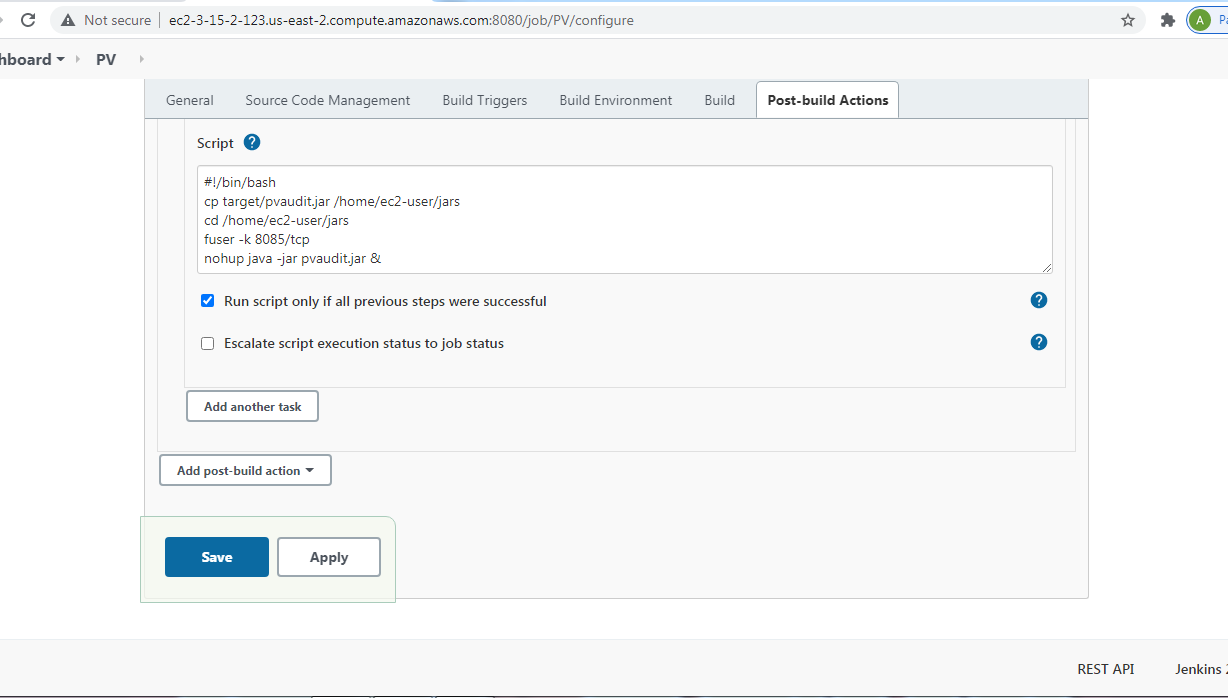 Not secure ec2-3-15-2-123.us-east-2.compute.amazonaws.com:8080/job/PV/configure A
hboard PV
General Source Code Management Build Triggers Build Environment Build Post-build Actions
Script ?
#!/bin/bash
cp target/pvaudit.jar /home/ec2-user/jars
cd /home/ec2-user/jars
fuser -k 8085/tcp
nohup java -jar pvaudit.jar &
Run script only if all previous steps were successful ?
Escalate script execution status to job status ?
Add another task
Add post-build action
Save Apply
REST API Jenkins